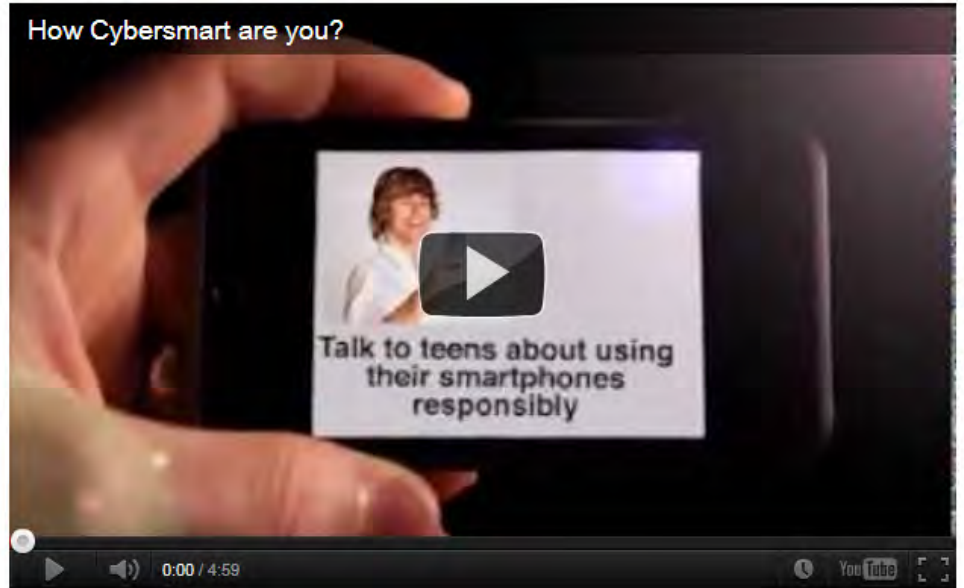 How Cybersmart are you?
Talk to teens about using
their smartphones
responsibly
0:00 / 4:59
YouTube